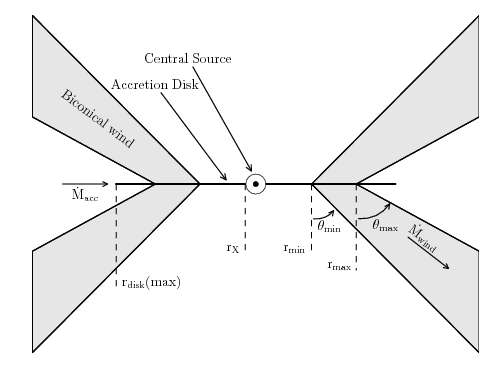 Central Source
Accretion Disk
Biconical wind
Ṁacc
rX
rmin
θmin
rmax
θmax
Ṁwind
rdisk(max)